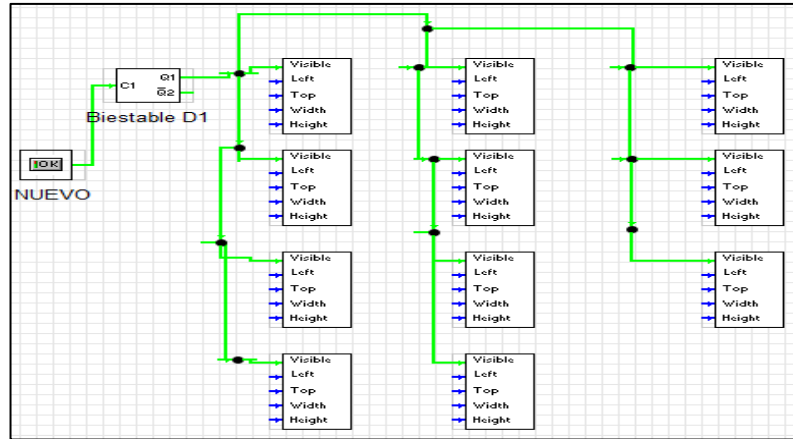 C1
Q1
Q2
Biestable D1
OK
NUEVO
Visible
Left
Top
Width
Height
Visible
Left
Top
Width
Height
Visible
Left
Top
Width
Height
Visible
Left
Top
Width
Height
Visible
Left
Top
Width
Height
Visible
Left
Top
Width
Height
Visible
Left
Top
Width
Height
Visible
Left
Top
Width
Height
Visible
Left
Top
Width
Height
Visible
Left
Top
Width
Height
Visible
Left
Top
Width
Height